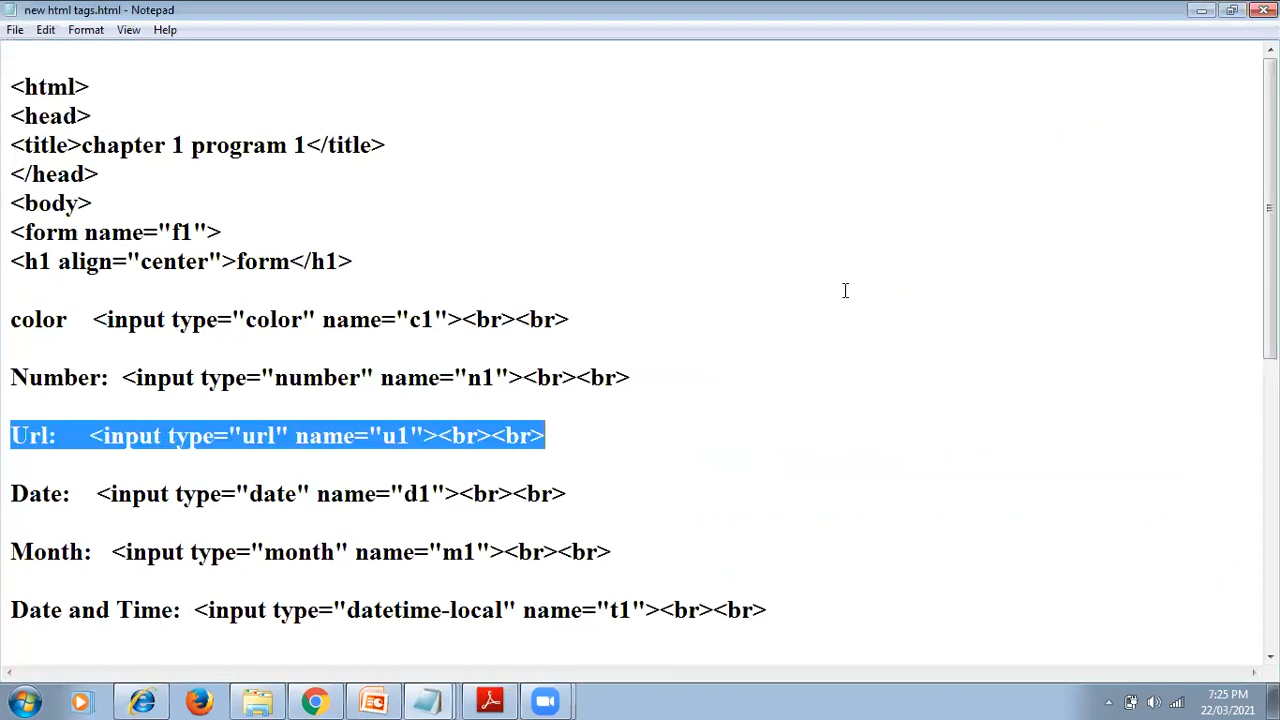 new html tags.html - Notepad
File Edit Format View Help
<html>
<head>
<title>chapter 1 program 1</title>
</head>
<body>
<form name="f1">
<h1 align="center">form</h1>
color <input type="color" name="c1"><br><br>
Number: <input type="number" name="n1"><br><br>
Url: <input type="url" name="u1"><br><br>
Date: <input type="date" name="d1"><br><br>
Month: <input type="month" name="m1"><br><br>
Date and Time: <input type="datetime-local" name="t1"><br><br>
7:25 PM
22/03/2021